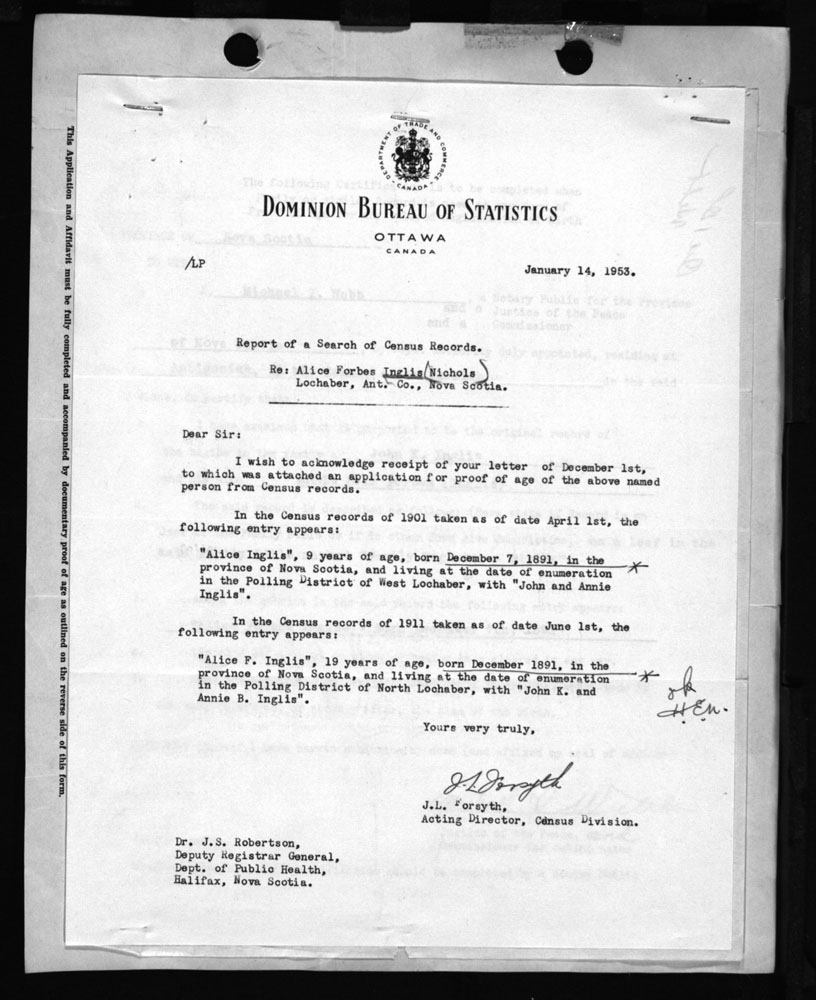 DEPARTMENT OF TRADE AND COMMERCE
CANADA
DOMINION BUREAU OF STATISTICS
OTTAWA
CANADA
/LP
January 14, 1953.
Report of a Search of Census Records.
Re: Alice Forbes Inglis (Nichols)
Lochaber, Ant. Co., Nova Scotia.
Dear Sir:
I wish to acknowledge receipt of your letter of December 1st,
to which was attached an application for proof of age of the above named
person from Census records.
In the Census records of 1901 taken as of date April 1st, the
following entry appears:
"Alice Inglis", 9 years of age, born December 7, 1891, in the
province of Nova Scotia, and living at the date of enumeration
in the Polling District of West Lochaber, with "John and Annie
Inglis".
In the Census records of 1911 taken as of date June 1st, the
following entry appears:
"Alice F. Inglis", 19 years of age, born December 1891, in the
province of Nova Scotia, and living at the date of enumeration
in the Polling District of North Lochaber, with "John K. and
Annie B. Inglis".
ok
H.E.N.
Yours very truly,
J.L. Forsyth
J.L. Forsyth,
Acting Director, Census Division.
Dr. J.S. Robertson,
Deputy Registrar General,
Dept. of Public Health,
Halifax, Nova Scotia.
This Application and Affidavit must be fully completed and accompanied by documentary proof of age as outlined on the reverse side of this form.